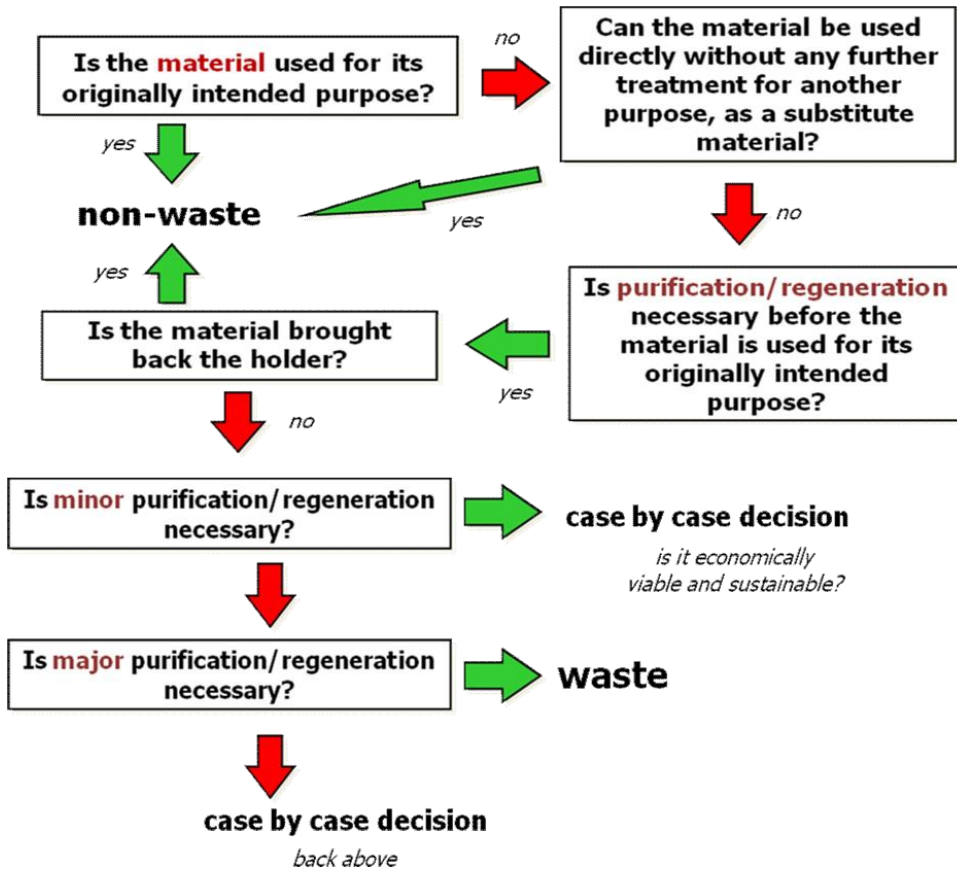 Is the material used for its
originally intended purpose?
no
Can the material be used
directly without any further
treatment for another
purpose, as a substitute
material?
yes
non-waste
yes
no
yes
Is the material brought
back the holder?
Is purification/regeneration
necessary before the
material is used for its
originally intended
purpose?
yes
no
Is minor purification/regeneration
necessary?
case by case decision
is it economically
viable and sustainable?
Is major purification/regeneration
necessary?
waste
case by case decision
back above